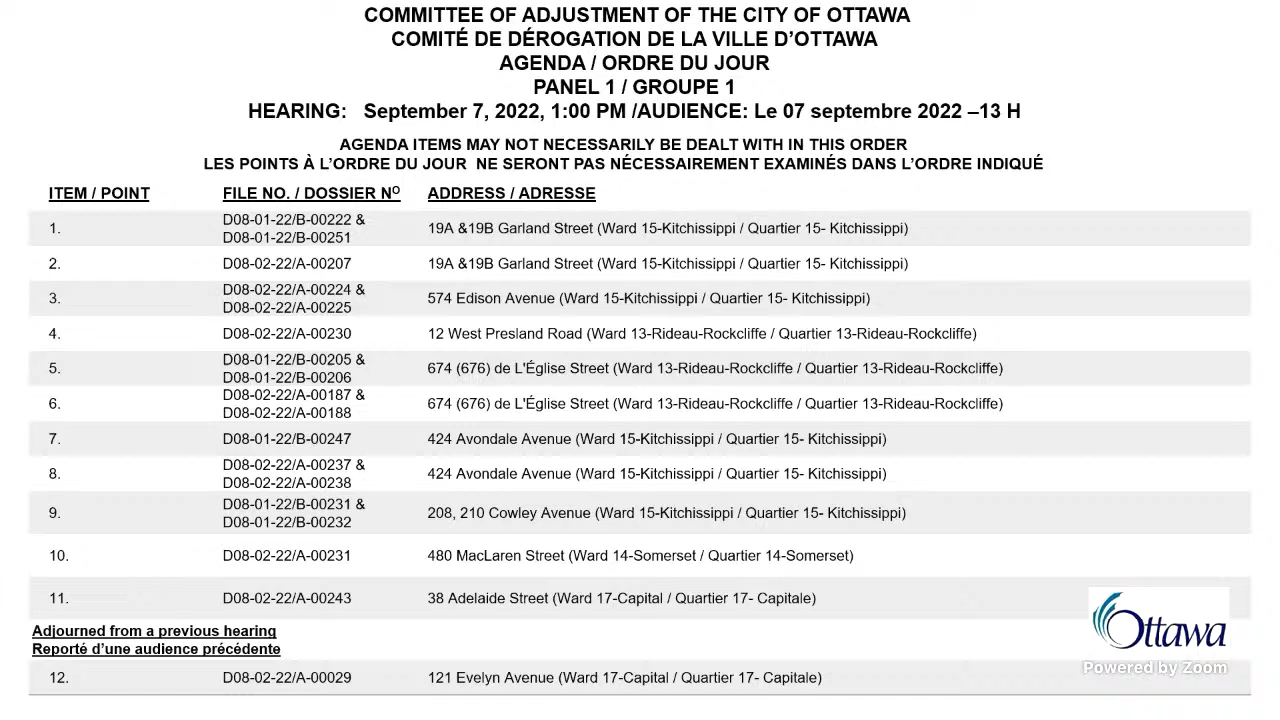 COMMITTEE OF ADJUSTMENT OF THE CITY OF OTTAWA
COMITÉ DE DÉROGATION DE LA VILLE D’OTTAWA
AGENDA / ORDRE DU JOUR
PANEL 1 / GROUPE 1
HEARING: September 7, 2022, 1:00 PM /AUDIENCE: Le 07 septembre 2022 –13 H
AGENDA ITEMS MAY NOT NECESSARILY BE DEALT WITH IN THIS ORDER
LES POINTS À L’ORDRE DU JOUR NE SERONT PAS NÉCESSAIREMENT EXAMINÉS DANS L’ORDRE INDIQUÉ
ITEM / POINT FILE NO. / DOSSIER Nº ADDRESS / ADRESSE
1. D08-01-22/B-00222 & D08-01-22/B-00251 19A &19B Garland Street (Ward 15-Kitchissippi / Quartier 15- Kitchissippi)
2. D08-02-22/A-00207 19A &19B Garland Street (Ward 15-Kitchissippi / Quartier 15- Kitchissippi)
3. D08-02-22/A-00224 & D08-02-22/A-00225 574 Edison Avenue (Ward 15-Kitchissippi / Quartier 15- Kitchissippi)
4. D08-02-22/A-00230 12 West Presland Road (Ward 13-Rideau-Rockcliffe / Quartier 13-Rideau-Rockcliffe)
5. D08-01-22/B-00205 & D08-01-22/B-00206 674 (676) de L'Église Street (Ward 13-Rideau-Rockcliffe / Quartier 13-Rideau-Rockcliffe)
6. D08-02-22/A-00187 & D08-02-22/A-00188 674 (676) de L'Église Street (Ward 13-Rideau-Rockcliffe / Quartier 13-Rideau-Rockcliffe)
7. D08-01-22/B-00247 424 Avondale Avenue (Ward 15-Kitchissippi / Quartier 15- Kitchissippi)
8. D08-02-22/A-00237 & D08-02-22/A-00238 424 Avondale Avenue (Ward 15-Kitchissippi / Quartier 15- Kitchissippi)
9. D08-01-22/B-00231 & D08-01-22/B-00232 208, 210 Cowley Avenue (Ward 15-Kitchissippi / Quartier 15- Kitchissippi)
10. D08-02-22/A-00231 480 MacLaren Street (Ward 14-Somerset / Quartier 14-Somerset)
11. D08-02-22/A-00243 38 Adelaide Street (Ward 17-Capital / Quartier 17- Capitale)
Adjourned from a previous hearing
Reporté d’une audience précédente
12. D08-02-22/A-00029 121 Evelyn Avenue (Ward 17-Capital / Quartier 17- Capitale)
Ottawa
Powered by Zoom